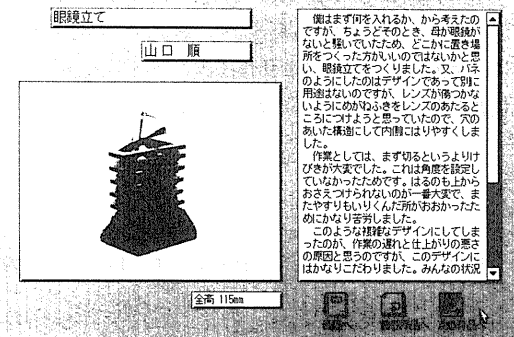 眼鏡立て
山口 順
僕はまず何を入れるか、から考えたの
ですが、ちょうどそのとき、母が眼鏡が
ないと騒いでいたため、どこかに置き場
所をつくった方がいいのではないかと思
い、眼鏡立てをつくりました。又、バネ
のようにしたのはデザインであって別に
用途はないのですが、レンズが傷つかな
いようにめがねふきをレンズのあたると
ころにつけようと思っていたので、穴の
あいた構造にして内側にはりやすくしま
した。
作業としては、まず切るというよりけ
びきが大変でした。これは角度を設定し
ていなかったためです。はるのも上から
おさえつけられないのが一番大変で、ま
たやすりもいりくんだ所がおおかったた
めにかなり苦労しました。
このような複雑なデザインにしてしま
ったのが、作業の遅れと仕上がりの悪さ
の原因と思うのですが、このデザインに
はかなりこだわりました。みんなの状況
全高 115mm